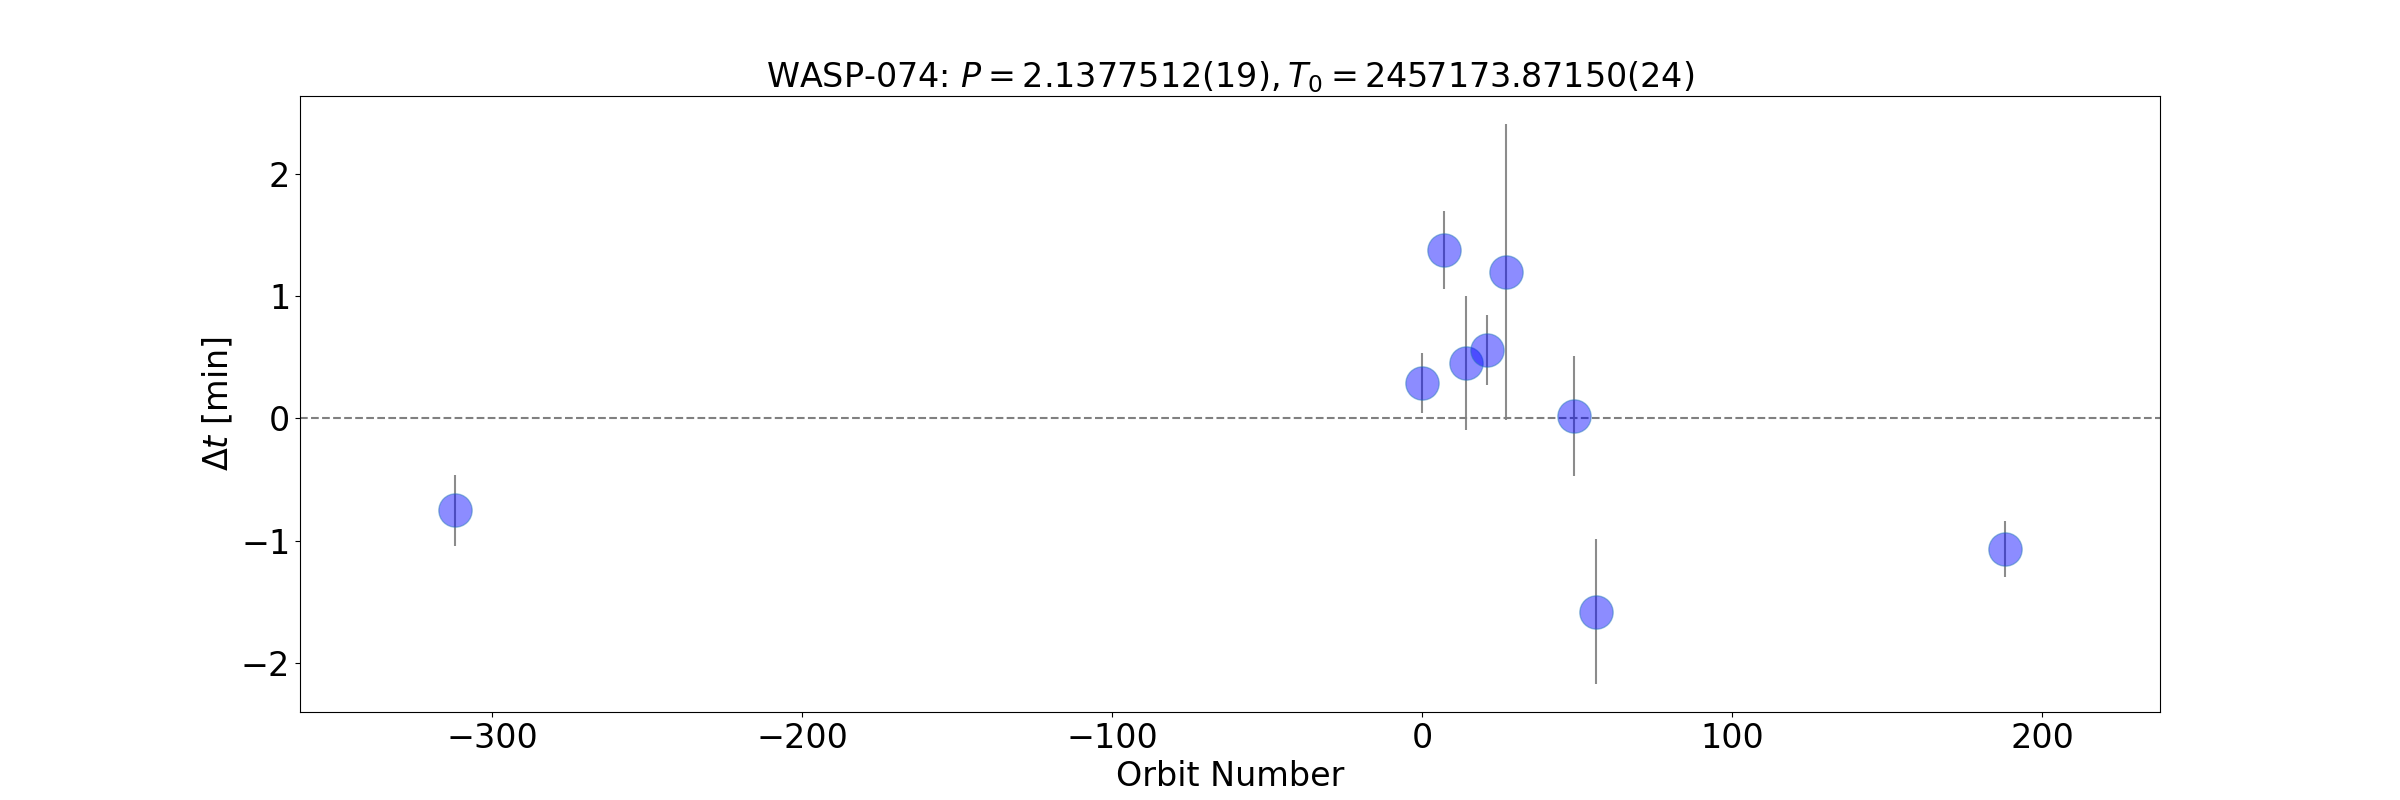 WASP-074: P = 2.1377512(19), T₀ = 2457173.87150(24)
2
1
0
−1
−2
Δt [min]
−300 −200 −100 0 100 200
Orbit Number